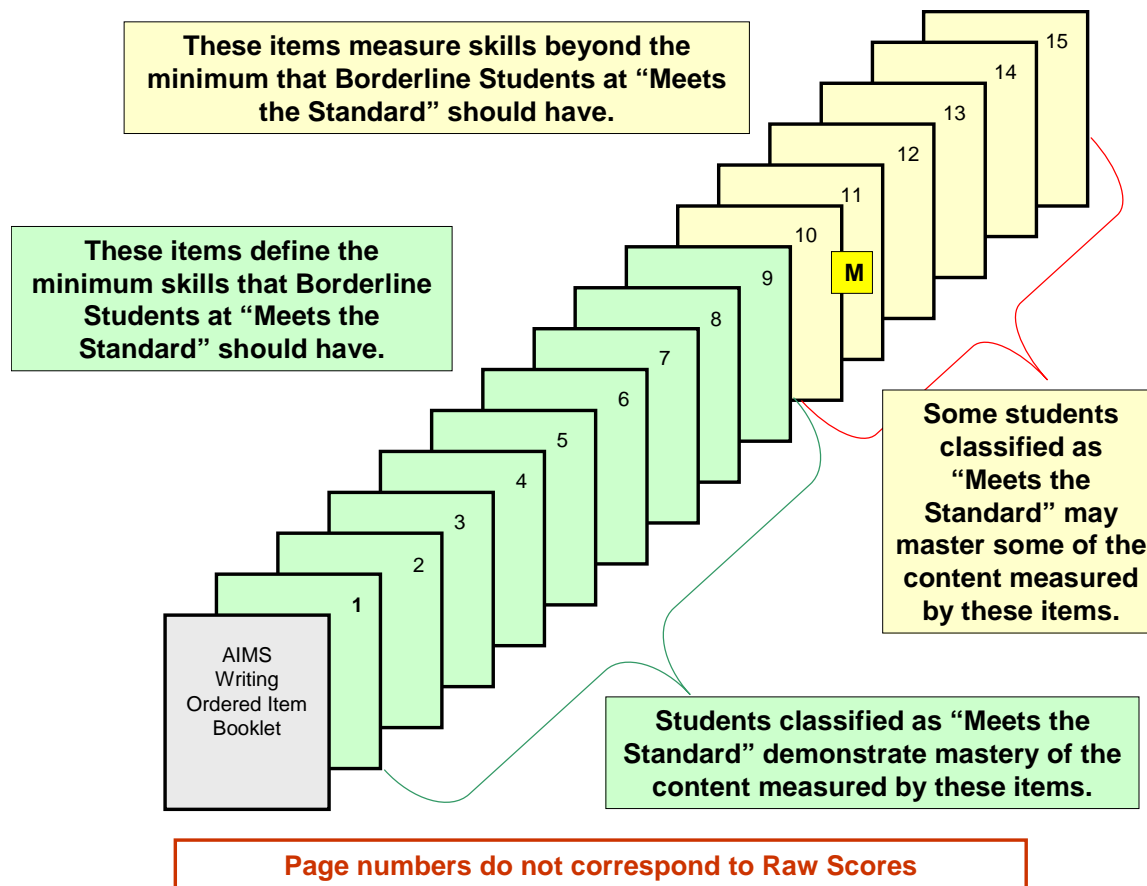 These items measure skills beyond the
minimum that Borderline Students at “Meets
the Standard” should have.
15
14
13
12
11
10
M
These items define the
minimum skills that Borderline
Students at “Meets the
Standard” should have.
9
8
7
6
5
4
3
2
1
Some students
classified as
“Meets the
Standard” may
master some of the
content measured
by these items.
AIMS
Writing
Ordered Item
Booklet
Students classified as “Meets the
Standard” demonstrate mastery of the
content measured by these items.
Page numbers do not correspond to Raw Scores